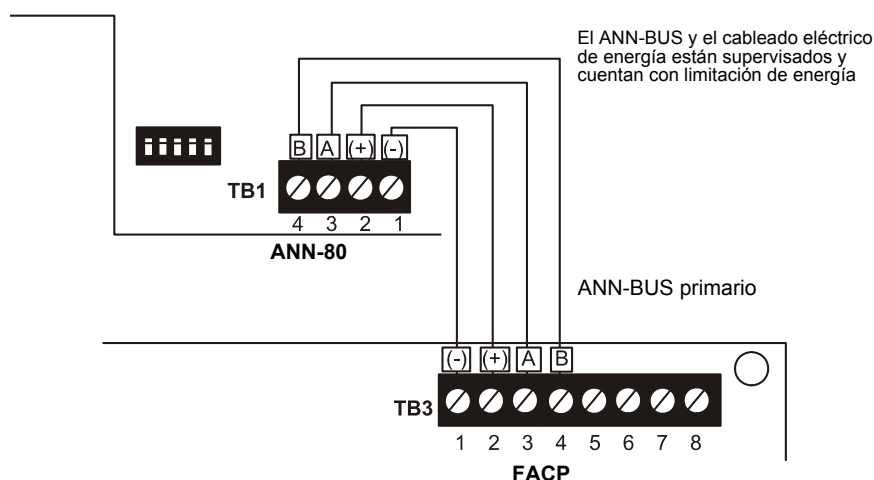 El ANN-BUS y el cableado eléctrico
de energía están supervisados y
cuentan con limitación de energía
B A (+) (-)
TB1
4 3 2 1
ANN-80
ANN-BUS primario
(-) (+) A B
TB3
1 2 3 4 5 6 7 8
FACP